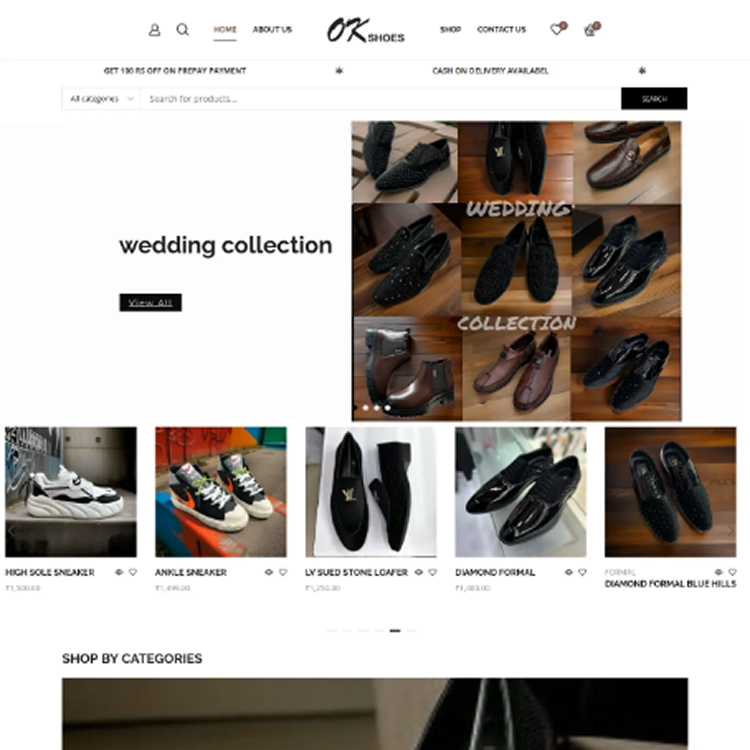 HOME
ABOUT US
OK SHOES
SHOP
CONTACT US
GET 100 RS OFF ON PREPAY PAYMENT
CASH ON DELIVERY AVAILABEL
All categories
Search for products...
SEARCH
wedding collection
View All
WEDDING
COLLECTION
HIGH SOLE SNEAKER
₹1,500.00
ANKLE SNEAKER
₹1,499.00
LV SUED STONE LOAFER
₹1,250.00
DIAMOND FORMAL
FORMAL
DIAMOND FORMAL BLUE HILLS
SHOP BY CATEGORIES